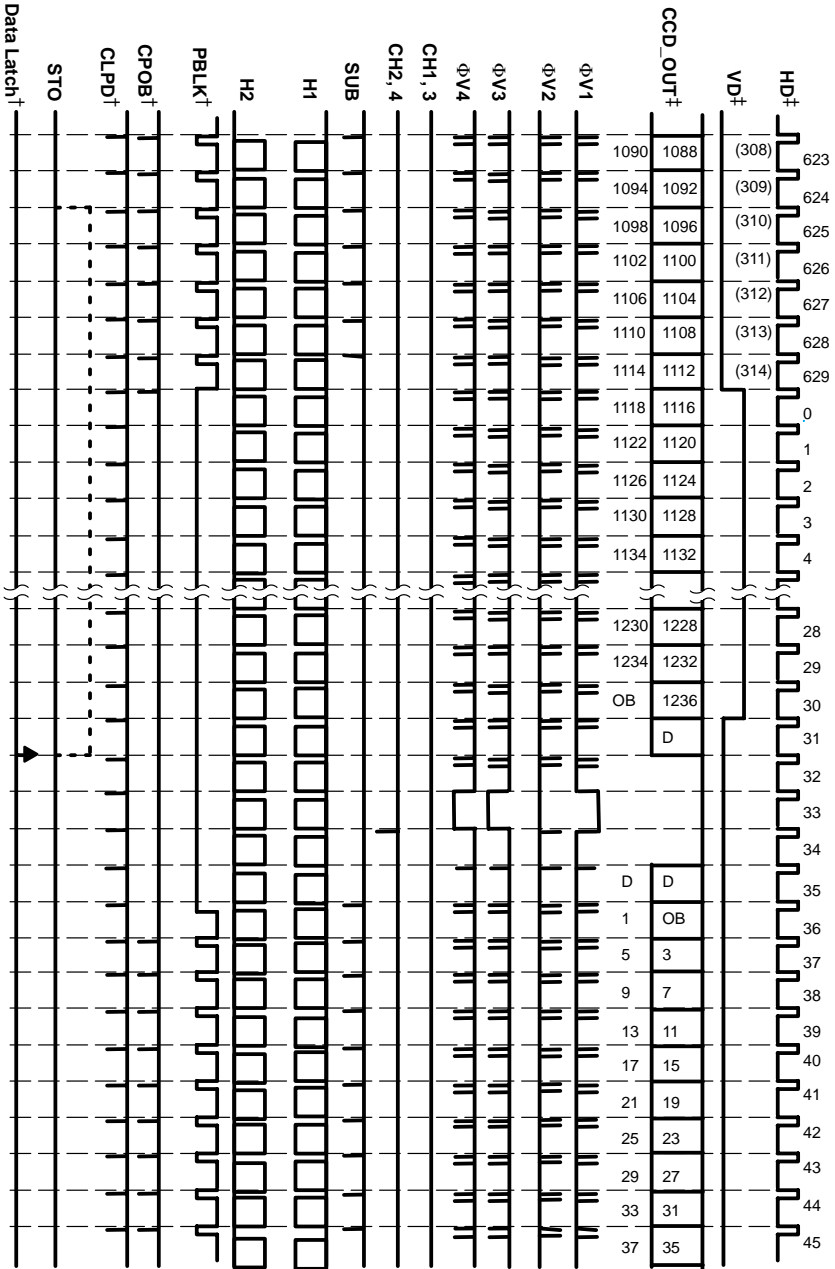 Data Latch†
STO
CLPD†
CPOB†
PBLK†
H2
H1
SUB
CH2, 4
CH1, 3
ΦV4
ΦV3
ΦV2
ΦV1
CCD_OUT‡
VD‡
HD‡
1090 1088 (308) 623
1094 1092 (309) 624
1098 1096 (310) 625
1102 1100 (311) 626
1106 1104 (312) 627
1110 1108 (313) 628
1114 1112 (314) 629
1118 1116 0
1122 1120 1
1126 1124 2
1130 1128 3
1134 1132 4
1230 1228 28
1234 1232 29
OB 1236 30
D 31
32
33
34
D D 35
1 OB 36
5 3 37
9 7 38
13 11 39
17 15 40
21 19 41
25 23 42
29 27 43
33 31 44
37 35 45